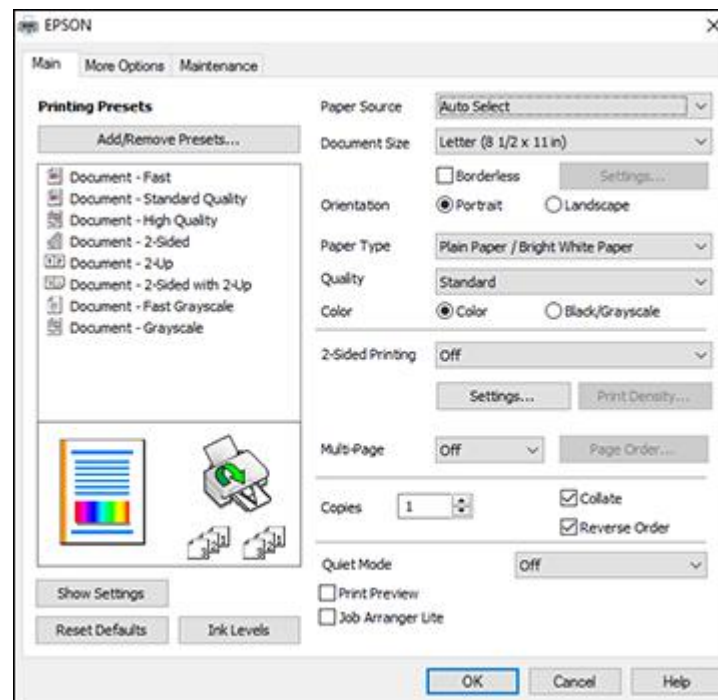 EPSON
Main More Options Maintenance
Printing Presets
Add/Remove Presets...
Document - Fast
Document - Standard Quality
Document - High Quality
Document - 2-Sided
Document - 2-Up
Document - 2-Sided with 2-Up
Document - Fast Grayscale
Document - Grayscale
Show Settings
Reset Defaults Ink Levels
Paper Source Auto Select
Document Size Letter (8 1/2 x 11 in)
Borderless Settings...
Orientation Portrait Landscape
Paper Type Plain Paper / Bright White Paper
Quality Standard
Color Color Black/Grayscale
2-Sided Printing Off
Settings... Print Density...
Multi-Page Off Page Order...
Copies 1 Collate
Reverse Order
Quiet Mode Off
Print Preview
Job Arranger Lite
OK Cancel Help